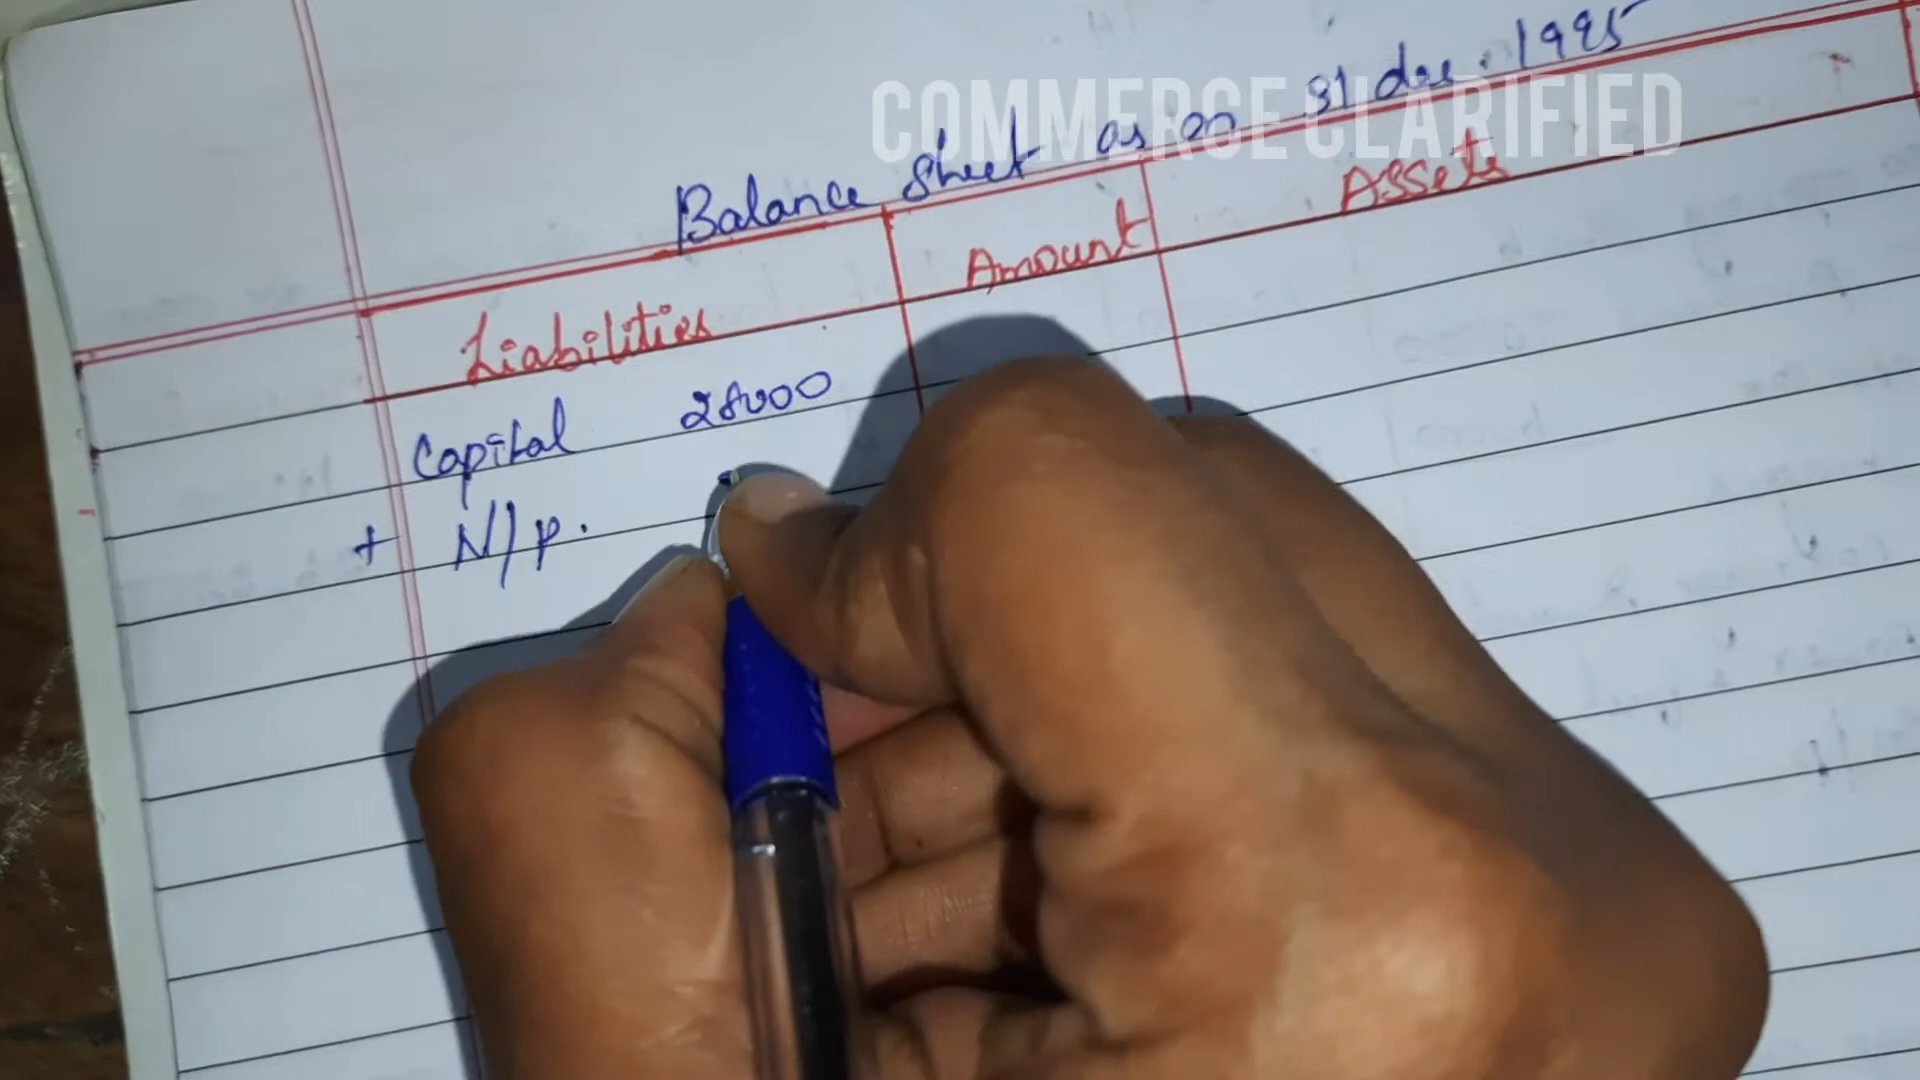 COMMERCE CLARIFIED
Balance Sheet as on 31 dec. 1995
Liabilities Amount Assets
Capital 28000
+ N/p.